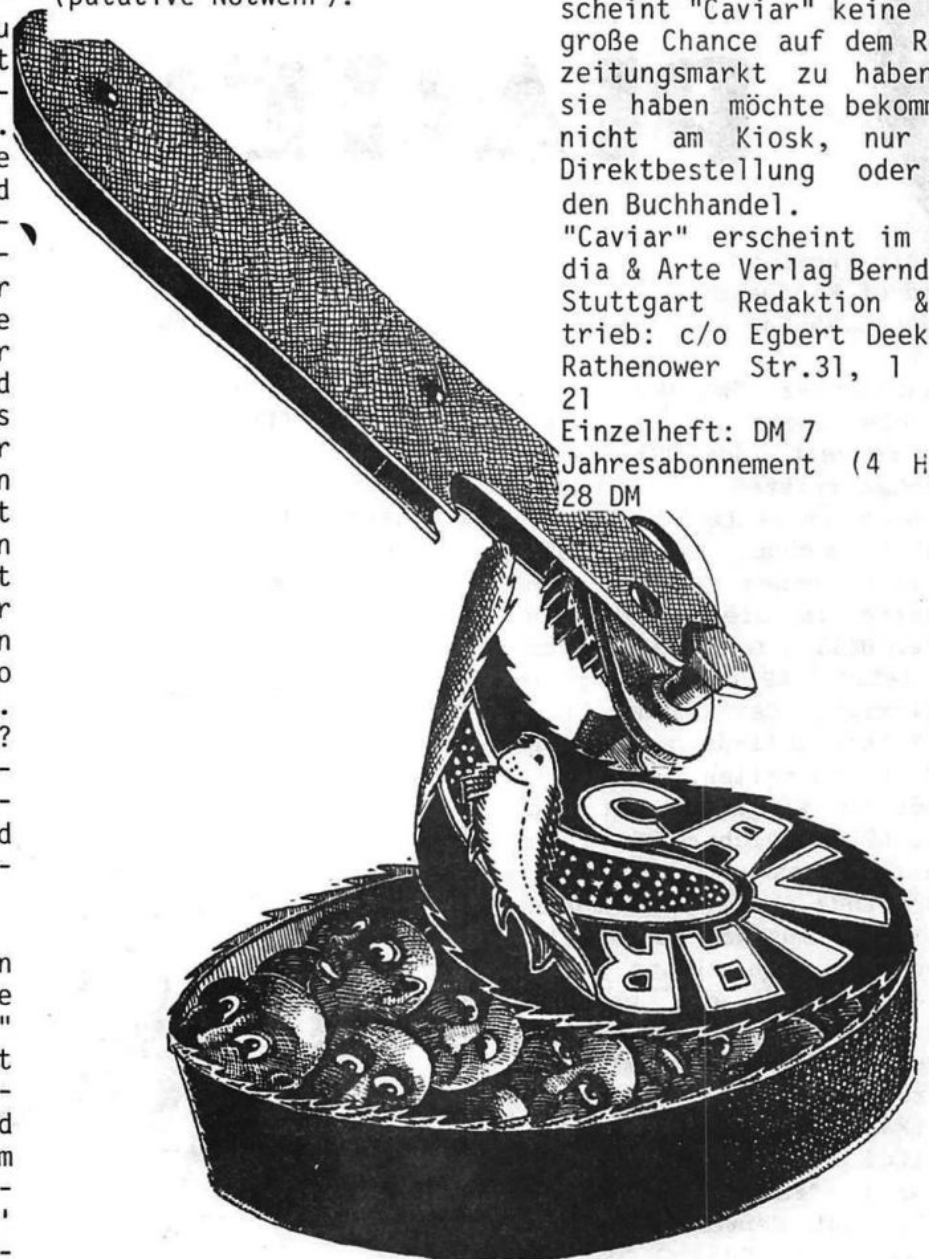 (putative Notwehr).
u
t
-
.
e
d
-
-
r
e
r
d
s
r
n
t
n
t
r
n
o
.
?
-
-
d
-
n
e
"
t
-
d
m
-
'
-
scheint "Caviar" keine
große Chance auf dem R
zeitungsmarkt zu haben
sie haben möchte bekomm
nicht am Kiosk, nur
Direktbestellung oder
den Buchhandel.
"Caviar" erscheint im
dia & Arte Verlag Bernd
Stuttgart Redaktion &
trieb: c/o Egbert Deek
Rathenower Str.31, 1
21
Einzelheft: DM 7
Jahresabonnement (4 H
28 DM
CAVIAR